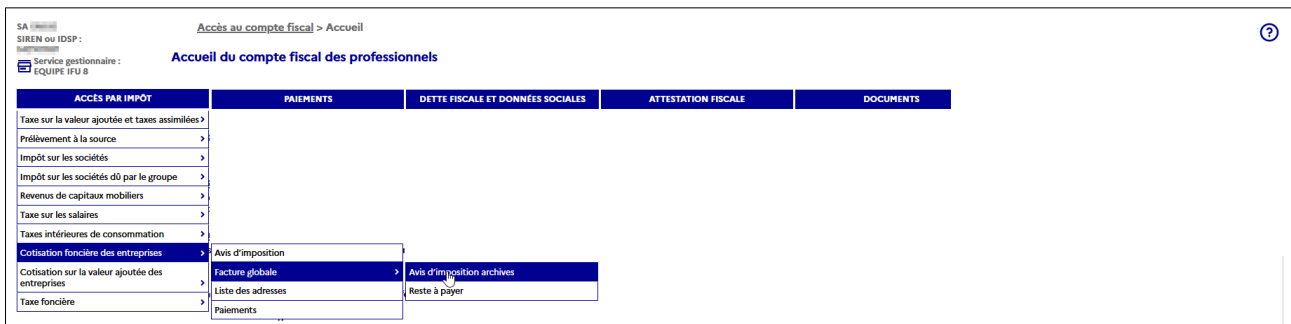 SA
SIREN ou IDSP :
Service gestionnaire :
EQUIPE IFU 8
Accès au compte fiscal > Accueil
?
Accueil du compte fiscal des professionnels
ACCÈS PAR IMPÔT
PAIEMENTS
DETTE FISCALE ET DONNÉES SOCIALES
ATTESTATION FISCALE
DOCUMENTS
Taxe sur la valeur ajoutée et taxes assimilées >
Prélèvement à la source >
Impôt sur les sociétés >
Impôt sur les sociétés dû par le groupe >
Revenus de capitaux mobiliers >
Taxe sur les salaires >
Taxes intérieures de consommation >
Cotisation foncière des entreprises >
Cotisation sur la valeur ajoutée des
entreprises >
Taxe foncière >
Avis d'imposition
Facture globale >
Liste des adresses
Paiements
Avis d'imposition archives
Reste à payer